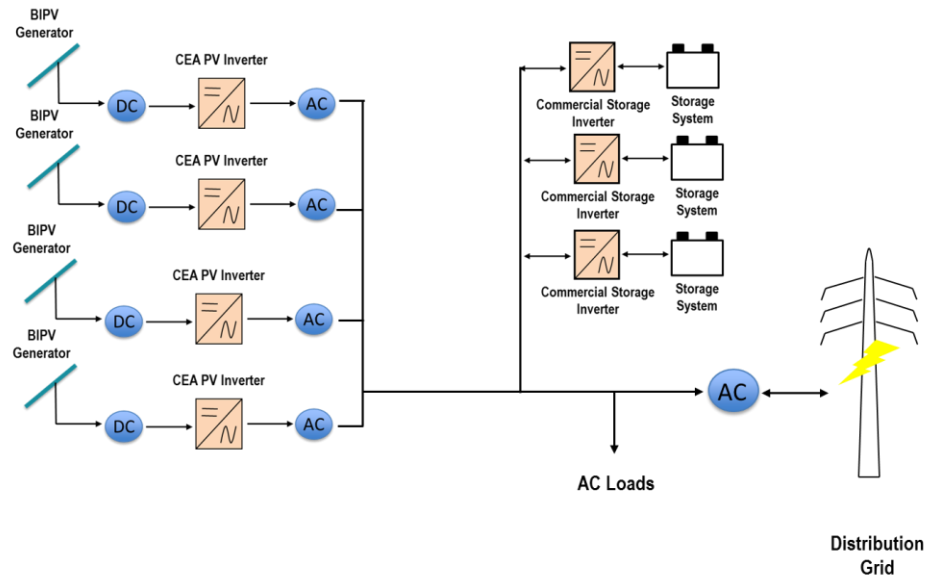 BIPV
Generator
CEA PV Inverter
DC
AC
BIPV
Generator
CEA PV Inverter
DC
AC
BIPV
Generator
CEA PV Inverter
DC
AC
BIPV
Generator
CEA PV Inverter
DC
AC
Commercial Storage
Inverter
Storage
System
Commercial Storage
Inverter
Storage
System
Commercial Storage
Inverter
Storage
System
AC
AC Loads
Distribution
Grid